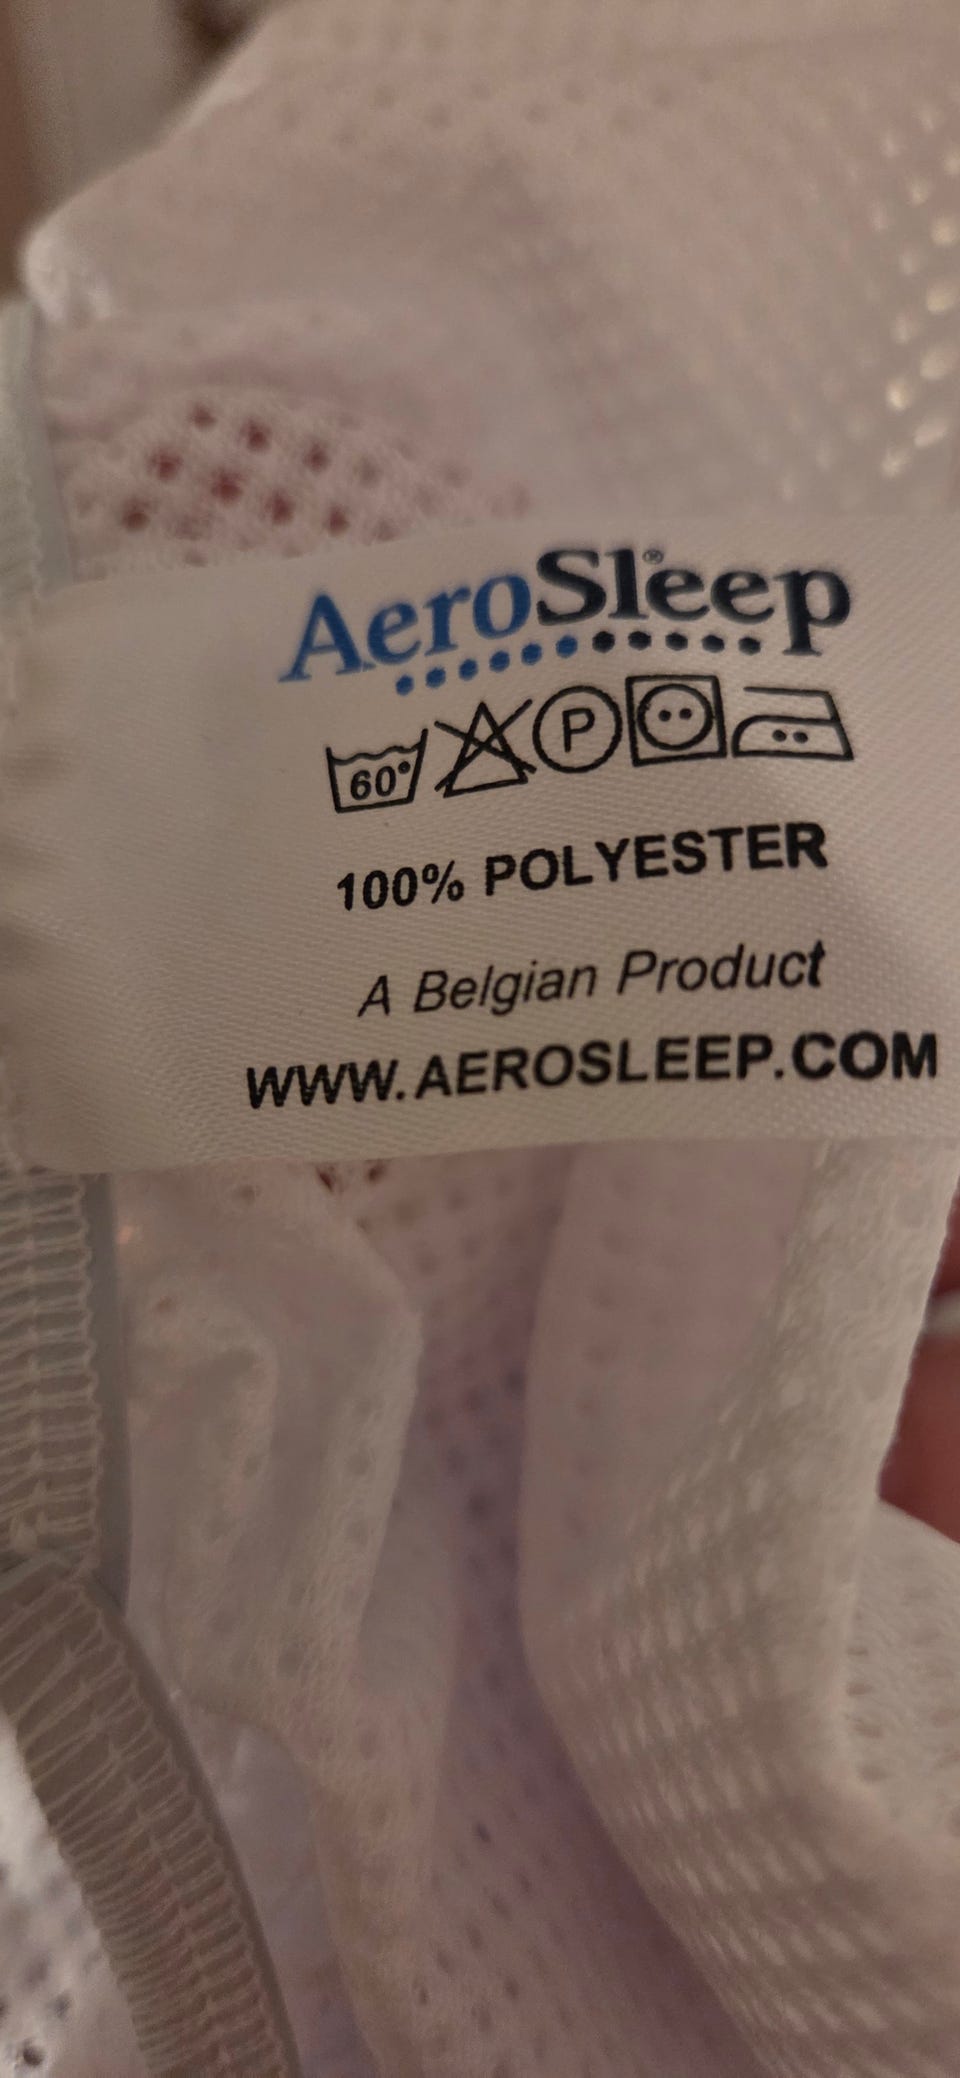 AeroSleep®
60° P
100% POLYESTER
A Belgian Product
WWW.AEROSLEEP.COM